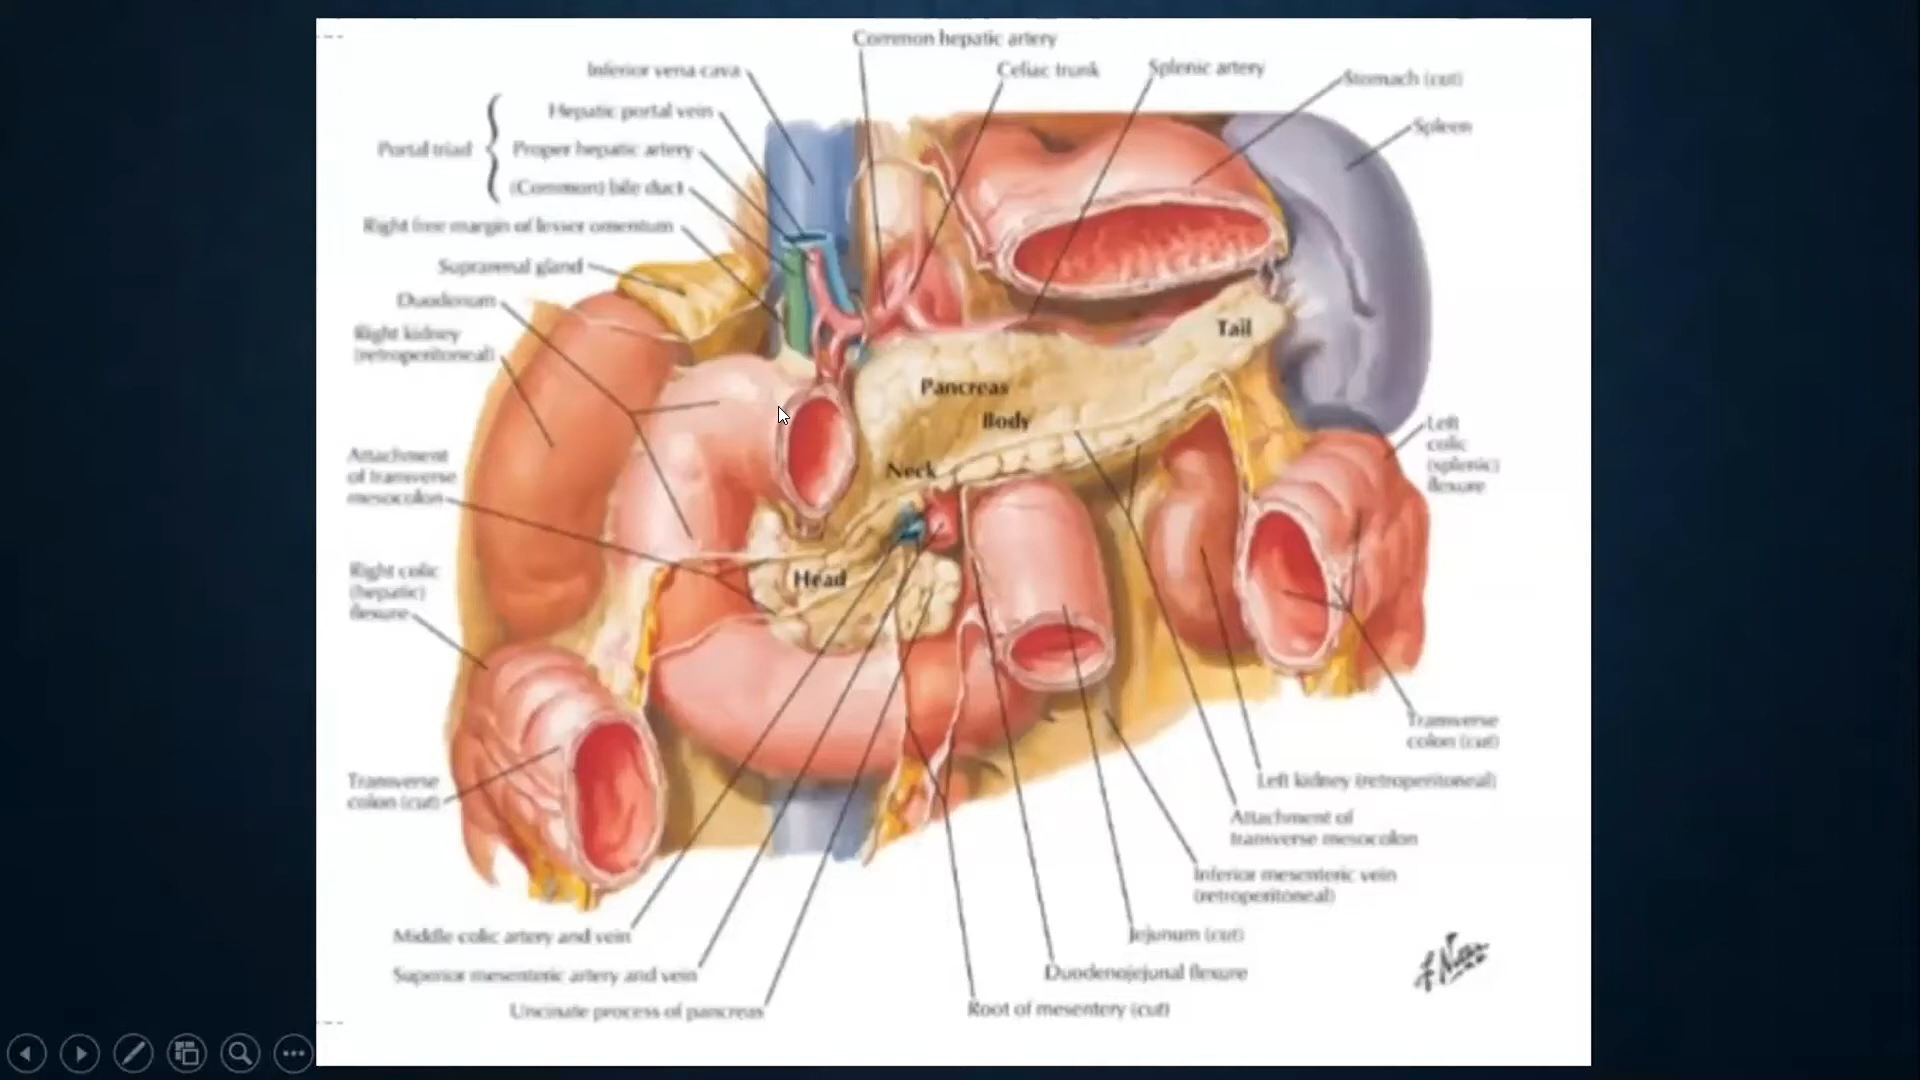 Common hepatic artery
Inferior vena cava
Celiac trunk
Splenic artery
Stomach (cut)
Hepatic portal vein
Spleen
Portal triad
Proper hepatic artery
(Common) bile duct
Right free margin of lesser omentum
Suprarenal gland
Duodenum
Right kidney
(retroperitoneal)
Tail
Pancreas
Body
Neck
Left
colic
(splenic)
flexure
Attachment
of transverse
mesocolon
Head
Right colic
(hepatic)
flexure
Transverse
colon (cut)
Transverse
colon (cut)
Left kidney (retroperitoneal)
Attachment of
transverse mesocolon
Inferior mesenteric vein
(retroperitoneal)
Middle colic artery and vein
Jejunum (cut)
Superior mesenteric artery and vein
Duodenojejunal flexure
Uncinate process of pancreas
Root of mesentery (cut)